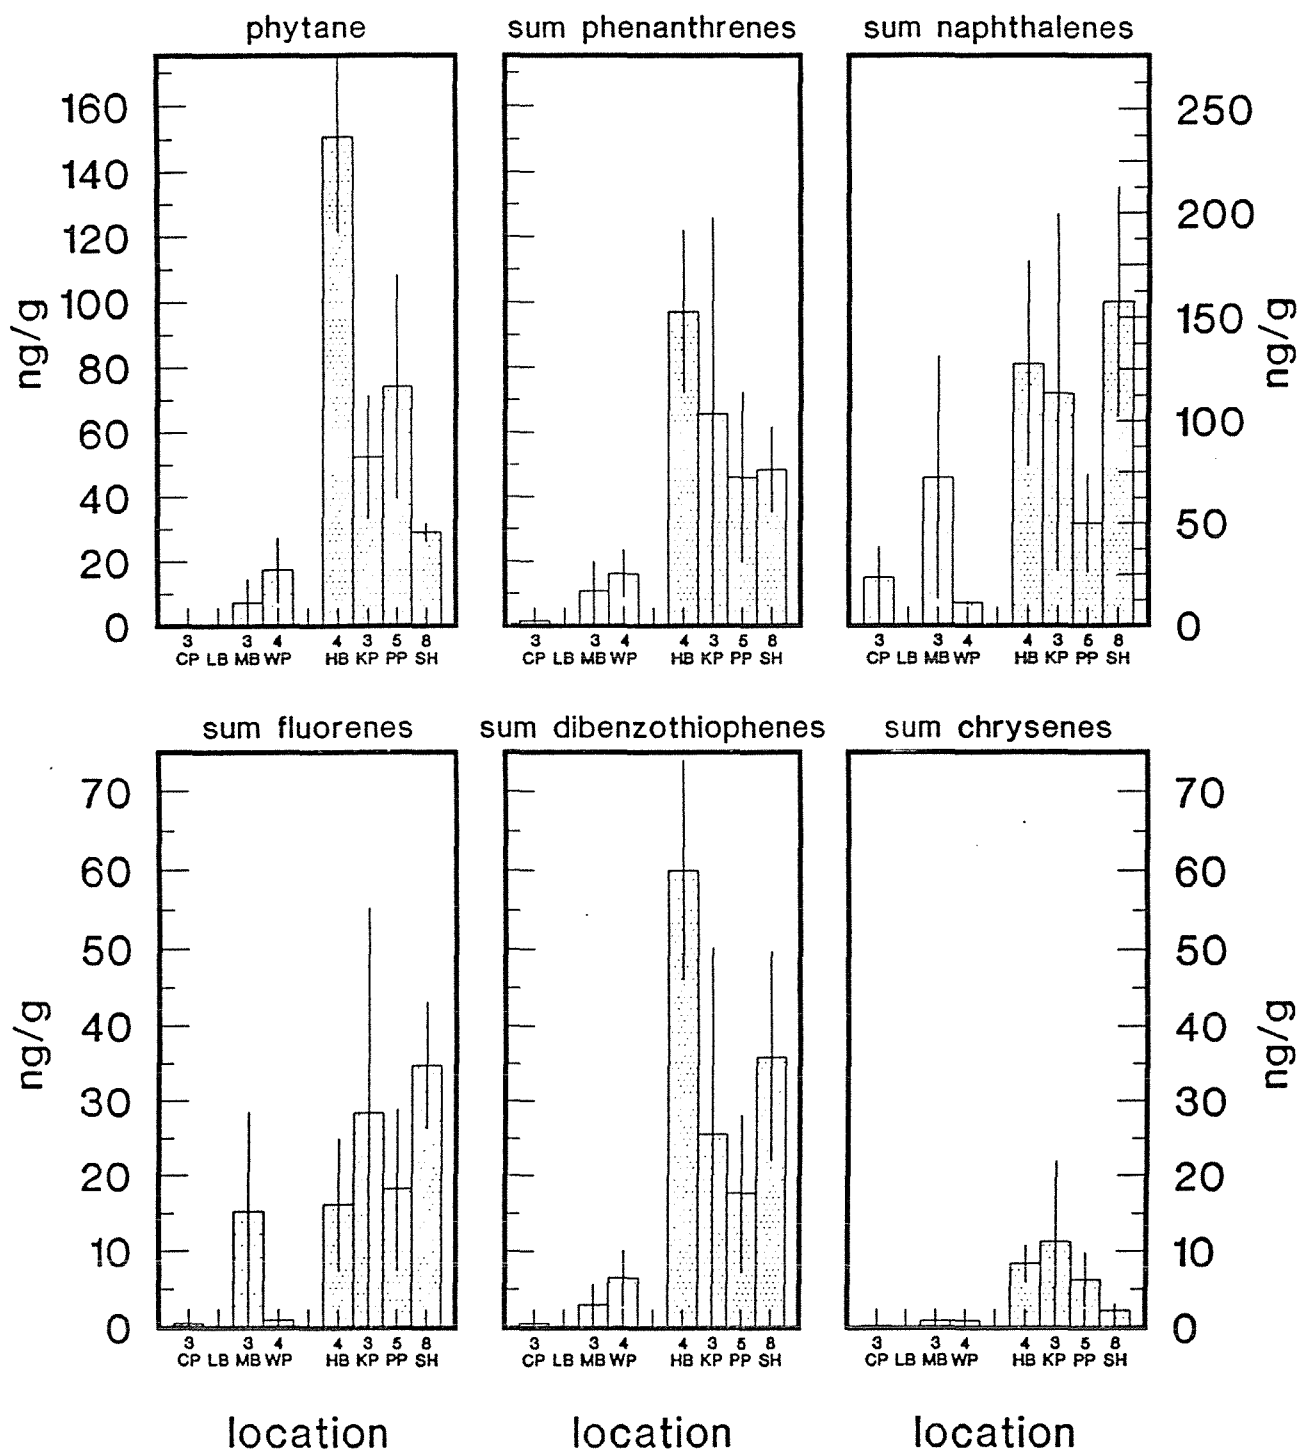 phytane
sum phenanthrenes
sum naphthalenes
160
140
120
100
80
60
40
20
0
ng/g
250
200
150
100
50
0
ng/g
3 3 4 4 3 5 8
CP LB MB WP HB KP PP SH
3 3 4 4 3 5 8
CP LB MB WP HB KP PP SH
3 3 4 4 3 5 8
CP LB MB WP HB KP PP SH
sum fluorenes
sum dibenzothiophenes
sum chrysenes
70
60
50
40
30
20
10
0
ng/g
70
60
50
40
30
20
10
0
ng/g
3 3 4 4 3 5 8
CP LB MB WP HB KP PP SH
3 3 4 4 3 5 8
CP LB MB WP HB KP PP SH
3 3 4 4 3 5 8
CP LB MB WP HB KP PP SH
location
location
location